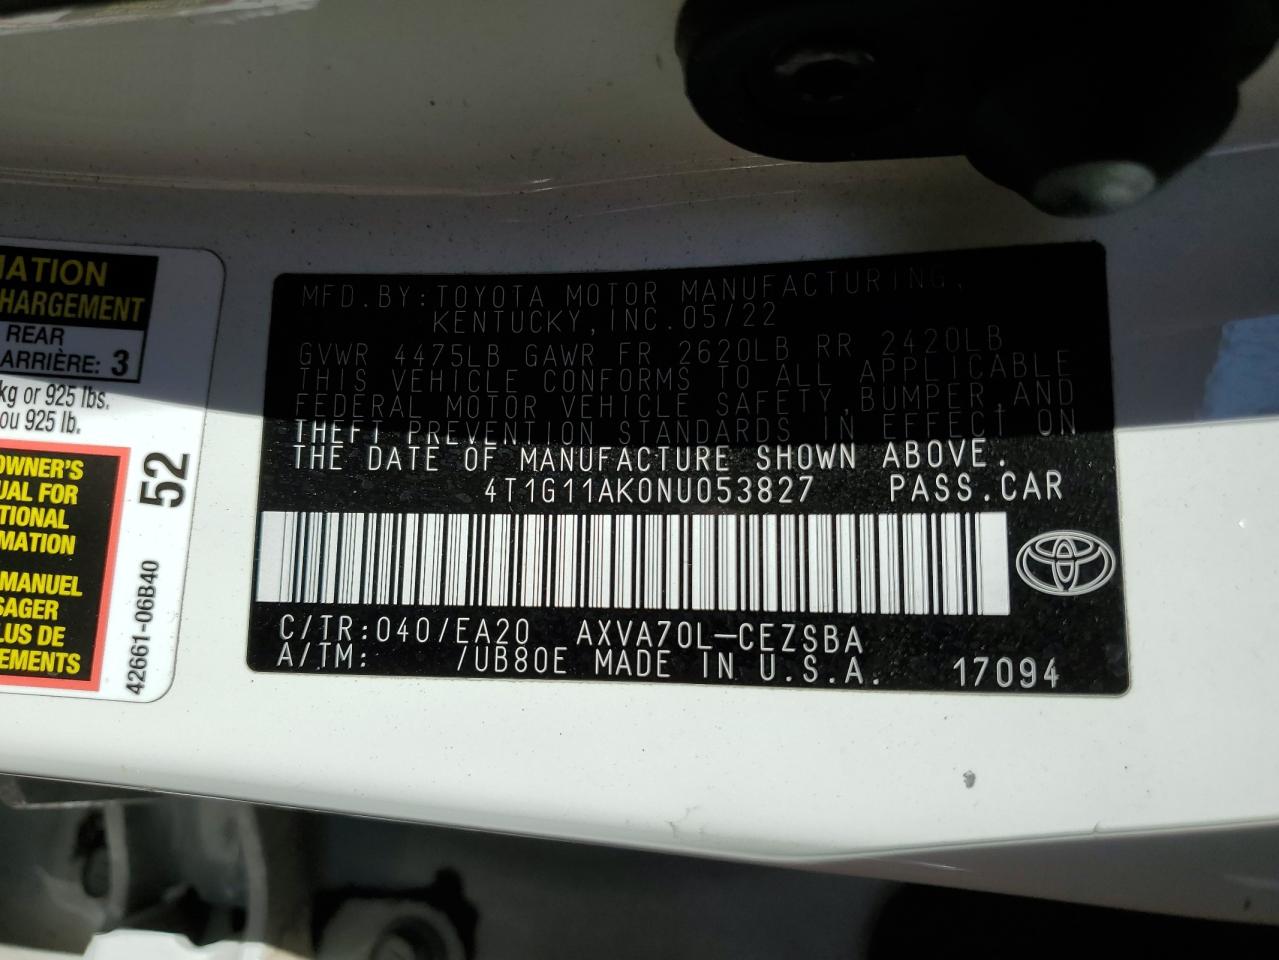 MATION
HARGEMENT
REAR
ARRIÈRE: 3
kg or 925 lbs.
ou 925 lb.
OWNER'S
UAL FOR
TIONAL
MATION
MANUEL
SAGER
LUS DE
EMENTS
52
42661-06B40
MFD.BY:TOYOTA MOTOR MANUFACTURING,
KENTUCKY,INC.05/22
GVWR 4475LB GAWR FR 2620LB RR 2420LB
THIS VEHICLE CONFORMS TO ALL APPLICABLE
FEDERAL MOTOR VEHICLE SAFETY,BUMPER,AND
THEFT PREVENTION STANDARDS IN EFFECT ON
THE DATE OF MANUFACTURE SHOWN ABOVE.
4T1G11AK0NU053827 PASS.CAR
C/TR:040/EA20 AXVA70L-CEZSBA
A/TM: /UB80E MADE IN U.S.A. 17094